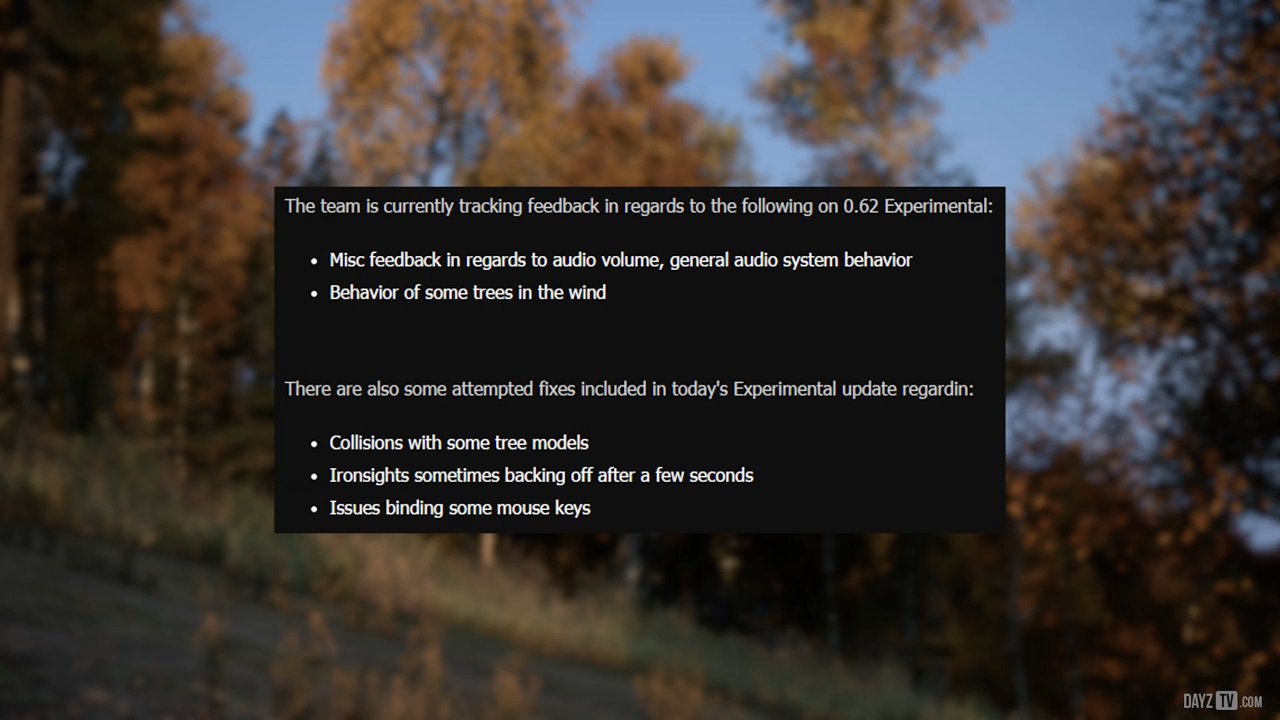 The team is currently tracking feedback in regards to the following on 0.62 Experimental:
• Misc feedback in regards to audio volume, general audio system behavior
• Behavior of some trees in the wind
There are also some attempted fixes included in today's Experimental update regardin:
• Collisions with some tree models
• Ironsights sometimes backing off after a few seconds
• Issues binding some mouse keys
DAYZ TV .COM